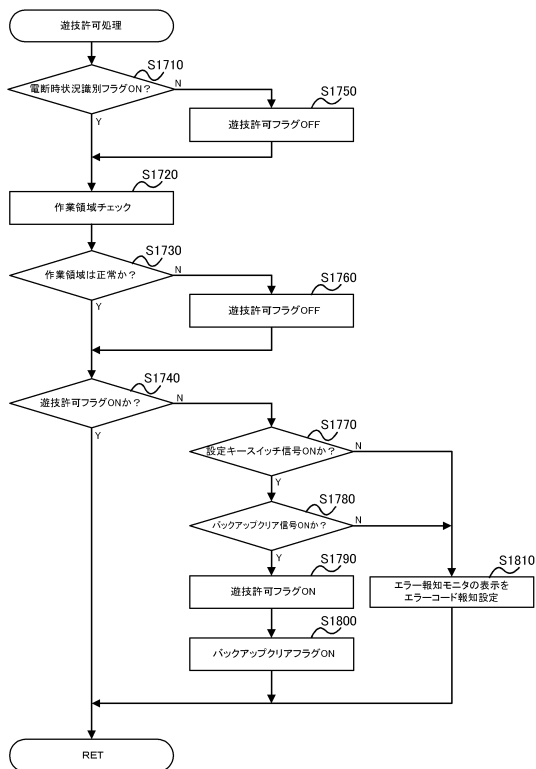 遊技許可処理
S1710
電断時状況識別フラグON？
N
Y
S1750
遊技許可フラグOFF
S1720
作業領域チェック
S1730
作業領域は正常か？
N
Y
S1760
遊技許可フラグOFF
S1740
遊技許可フラグONか？
N
Y
S1770
設定キースイッチ信号ONか？
N
Y
S1780
バックアップクリア信号ONか？
N
Y
S1790
遊技許可フラグON
S1810
エラー報知モニタの表示を
エラーコード報知設定
S1800
バックアップクリアフラグON
RET